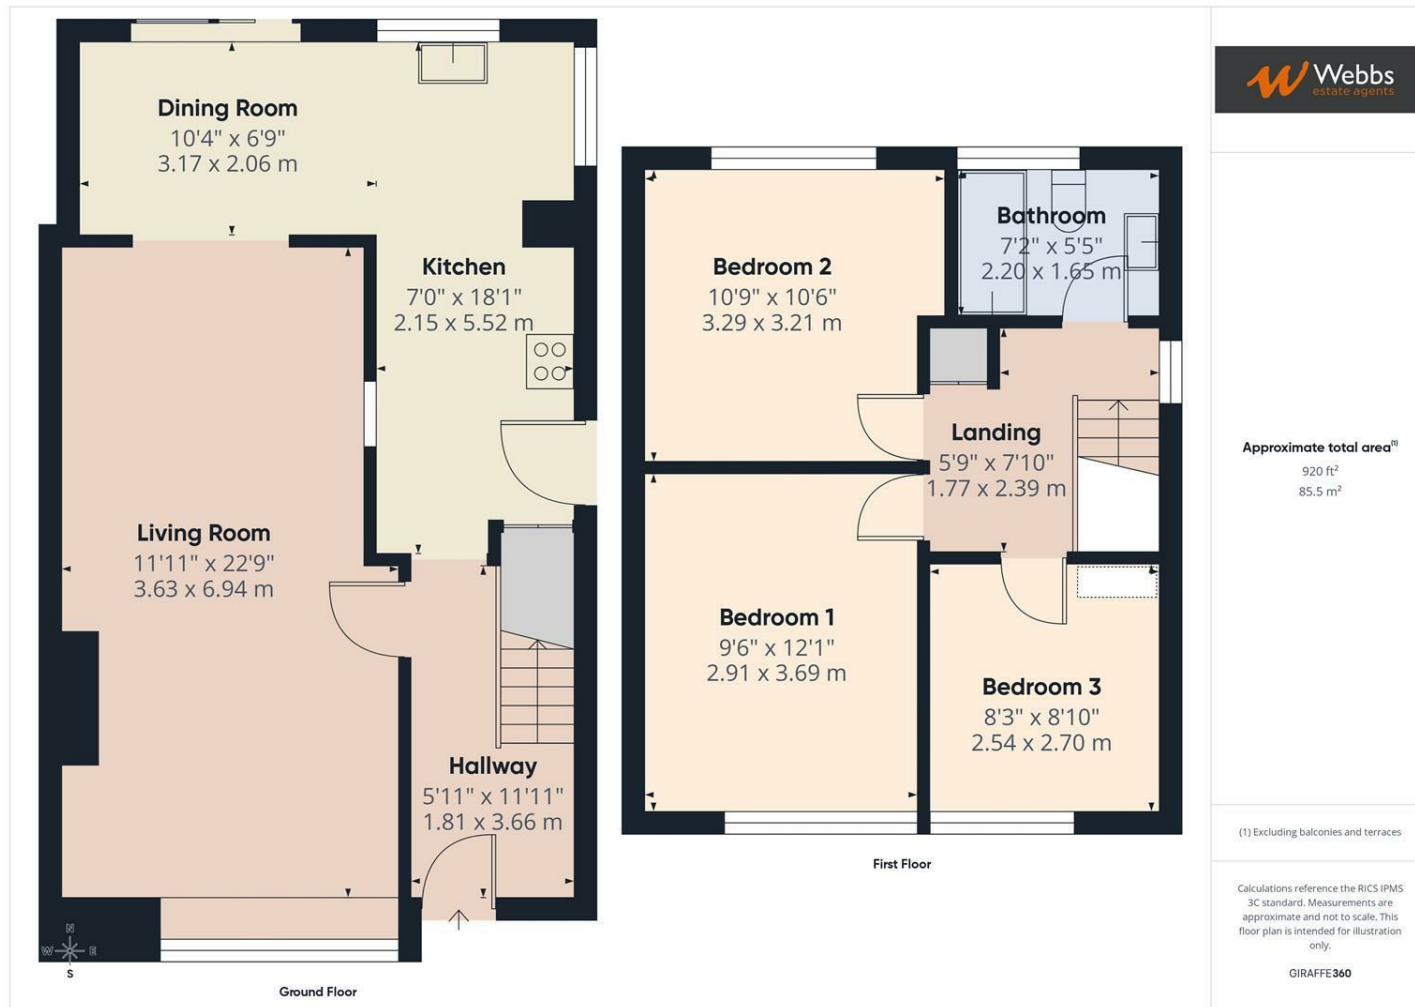 Dining Room
10'4" x 6'9"
3.17 x 2.06 m
Kitchen
7'0" x 18'1"
2.15 x 5.52 m
Living Room
11'11" x 22'9"
3.63 x 6.94 m
Hallway
5'11" x 11'11"
1.81 x 3.66 m
N
W E
S
Ground Floor
Bedroom 2
10'9" x 10'6"
3.29 x 3.21 m
Bathroom
7'2" x 5'5"
2.20 x 1.65 m
Landing
5'9" x 7'10"
1.77 x 2.39 m
Bedroom 1
9'6" x 12'1"
2.91 x 3.69 m
Bedroom 3
8'3" x 8'10"
2.54 x 2.70 m
First Floor
Webbs
estate agents
Approximate total area(1)
920 ft²
85.5 m²
(1) Excluding balconies and terraces
Calculations reference the RICS IPMS
3C standard. Measurements are
approximate and not to scale. This
floor plan is intended for illustration
only.
GIRAFFE360